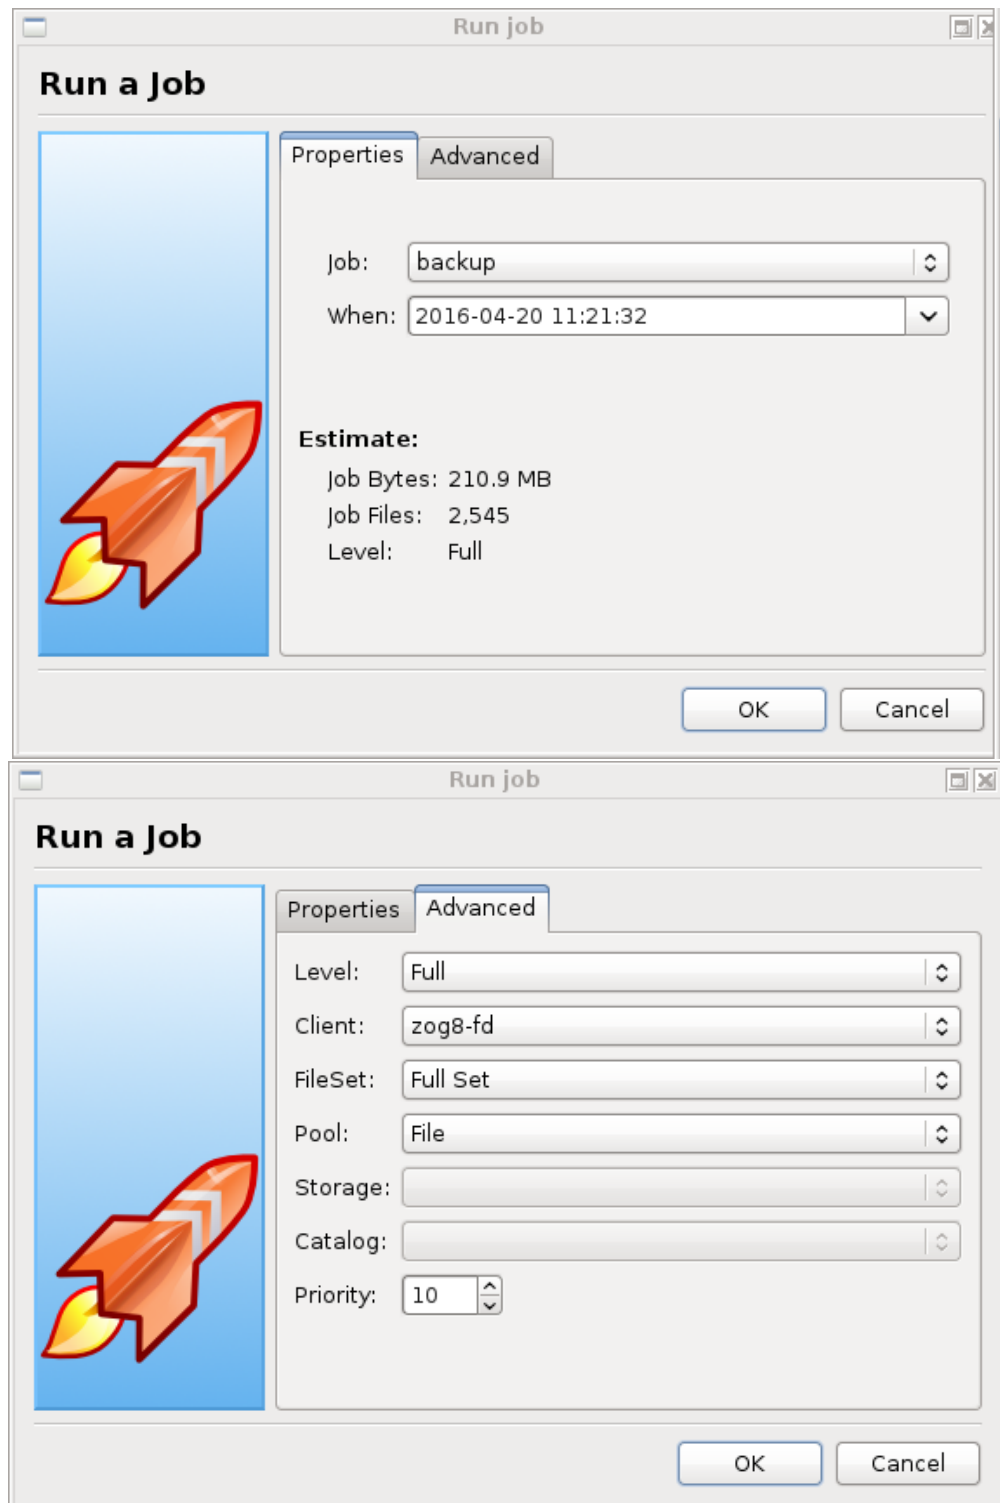 Run job
Run a Job
Properties Advanced
Job: backup
When: 2016-04-20 11:21:32
Estimate:
Job Bytes: 210.9 MB
Job Files: 2,545
Level: Full
OK Cancel
Run job
Run a Job
Properties Advanced
Level: Full
Client: zog8-fd
FileSet: Full Set
Pool: File
Storage:
Catalog:
Priority: 10
OK Cancel